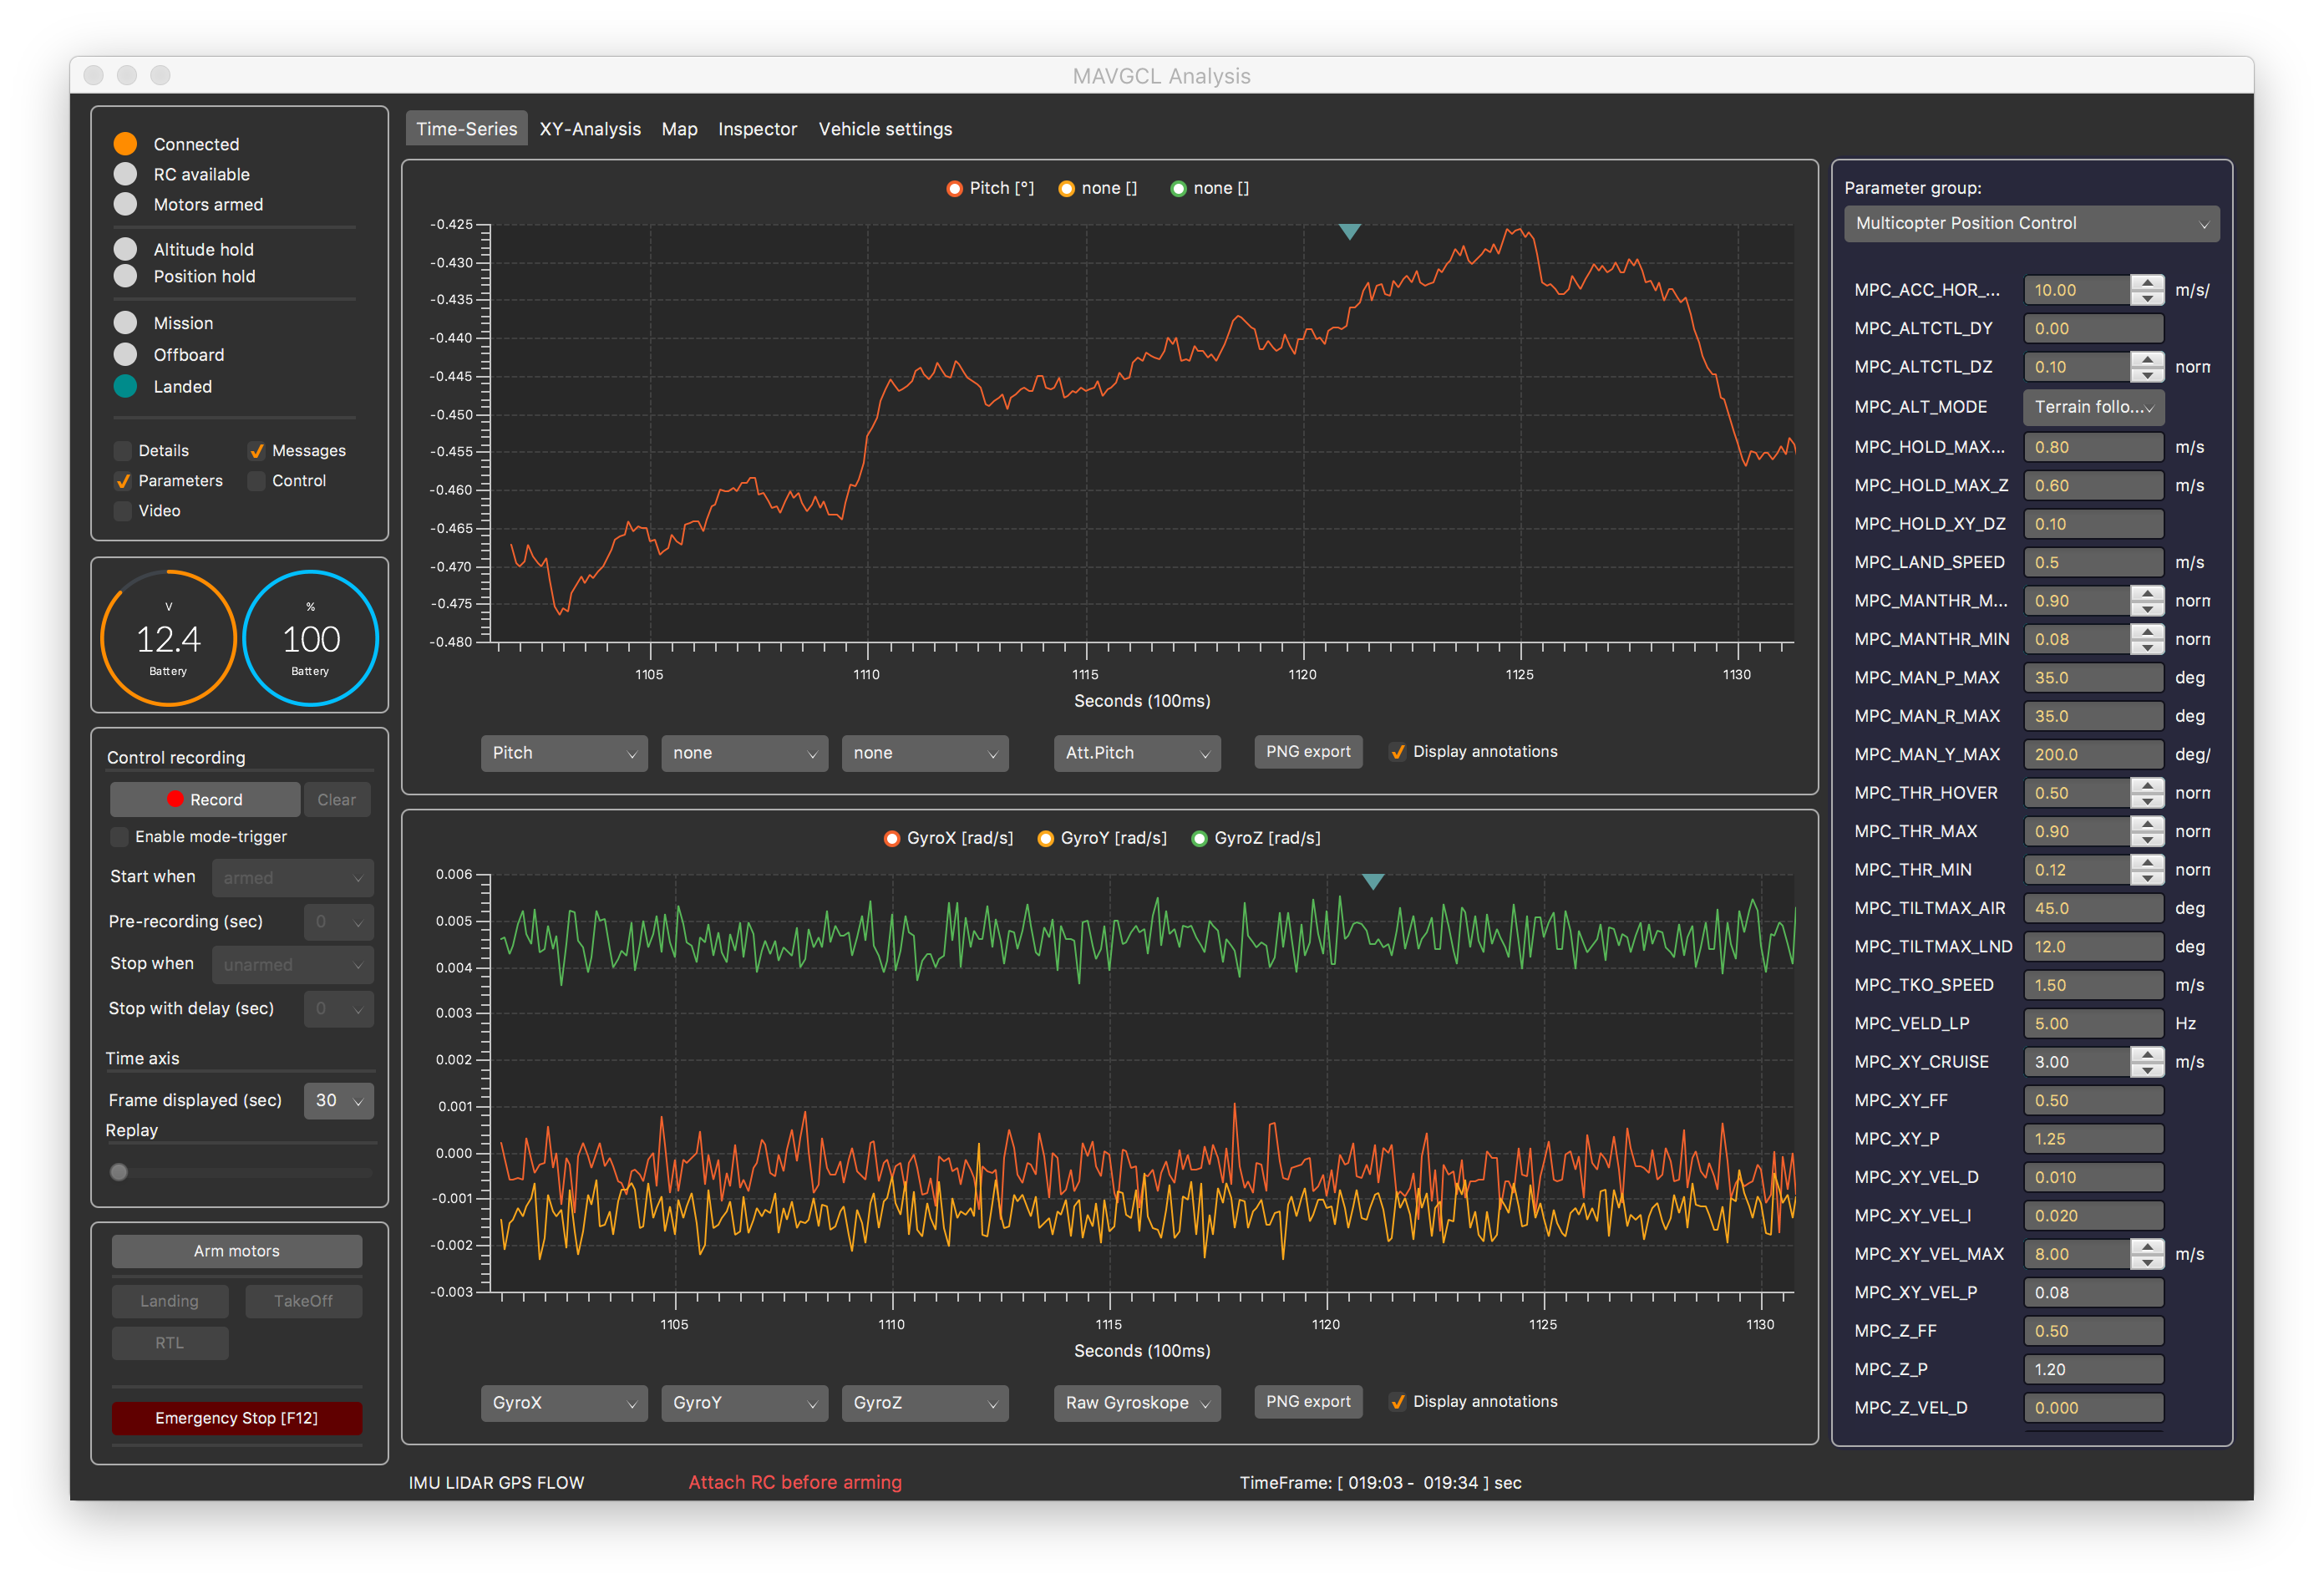 MAVGCL Analysis
Connected
RC available
Motors armed
Altitude hold
Position hold
Mission
Offboard
Landed
Details Messages
Parameters Control
Video
V
12.4
Battery
%
100
Battery
Control recording
Record Clear
Enable mode-trigger
Start when armed
Pre-recording (sec) 0
Stop when unarmed
Stop with delay (sec) 0
Time axis
Frame displayed (sec) 30
Replay
Arm motors
Landing TakeOff
RTL
Emergency Stop [F12]
Time-Series XY-Analysis Map Inspector Vehicle settings
Pitch [°] none [] none []
-0.425
-0.430
-0.435
-0.440
-0.445
-0.450
-0.455
-0.460
-0.465
-0.470
-0.475
-0.480
1105 1110 1115 1120 1125 1130
Seconds (100ms)
Pitch none none Att.Pitch PNG export Display annotations
GyroX [rad/s] GyroY [rad/s] GyroZ [rad/s]
0.006
0.005
0.004
0.003
0.002
0.001
0.000
-0.001
-0.002
-0.003
1105 1110 1115 1120 1125 1130
Seconds (100ms)
GyroX GyroY GyroZ Raw Gyroskope PNG export Display annotations
Parameter group:
Multicopter Position Control
MPC_ACC_HOR_... 10.00 m/s/
MPC_ALTCTL_DY 0.00
MPC_ALTCTL_DZ 0.10 norm
MPC_ALT_MODE Terrain follo...
MPC_HOLD_MAX... 0.80 m/s
MPC_HOLD_MAX_Z 0.60 m/s
MPC_HOLD_XY_DZ 0.10
MPC_LAND_SPEED 0.5 m/s
MPC_MANTHR_M... 0.90 norm
MPC_MANTHR_MIN 0.08 norm
MPC_MAN_P_MAX 35.0 deg
MPC_MAN_R_MAX 35.0 deg
MPC_MAN_Y_MAX 200.0 deg/
MPC_THR_HOVER 0.50 norm
MPC_THR_MAX 0.90 norm
MPC_THR_MIN 0.12 norm
MPC_TILTMAX_AIR 45.0 deg
MPC_TILTMAX_LND 12.0 deg
MPC_TKO_SPEED 1.50 m/s
MPC_VELD_LP 5.00 Hz
MPC_XY_CRUISE 3.00 m/s
MPC_XY_FF 0.50
MPC_XY_P 1.25
MPC_XY_VEL_D 0.010
MPC_XY_VEL_I 0.020
MPC_XY_VEL_MAX 8.00 m/s
MPC_XY_VEL_P 0.08
MPC_Z_FF 0.50
MPC_Z_P 1.20
MPC_Z_VEL_D 0.000
IMU LIDAR GPS FLOW Attach RC before arming TimeFrame: [ 019:03 - 019:34 ] sec